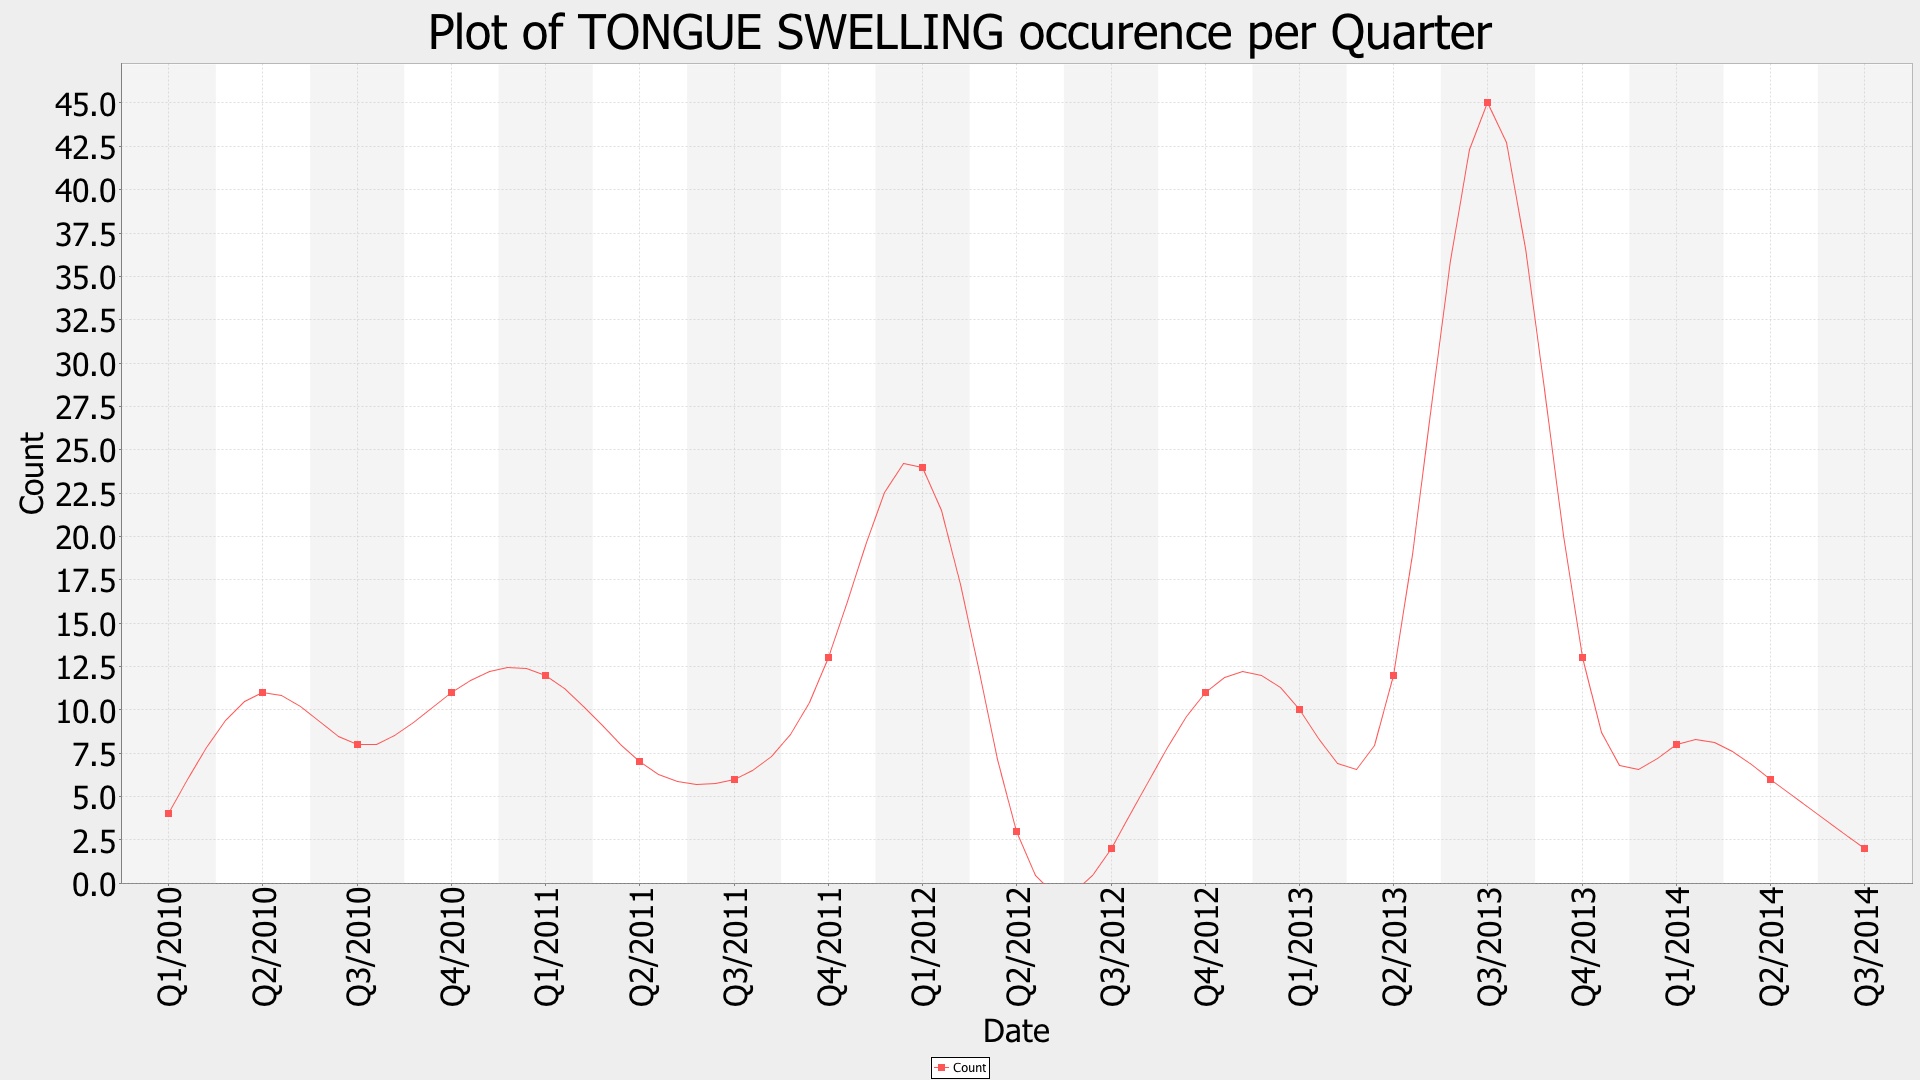 Plot of TONGUE SWELLING occurence per Quarter
45.0
42.5
40.0
37.5
35.0
32.5
30.0
27.5
25.0
22.5
20.0
17.5
15.0
12.5
10.0
7.5
5.0
2.5
0.0
Count
Q1/2010
Q2/2010
Q3/2010
Q4/2010
Q1/2011
Q2/2011
Q3/2011
Q4/2011
Q1/2012
Q2/2012
Q3/2012
Q4/2012
Q1/2013
Q2/2013
Q3/2013
Q4/2013
Q1/2014
Q2/2014
Q3/2014
Date
Count